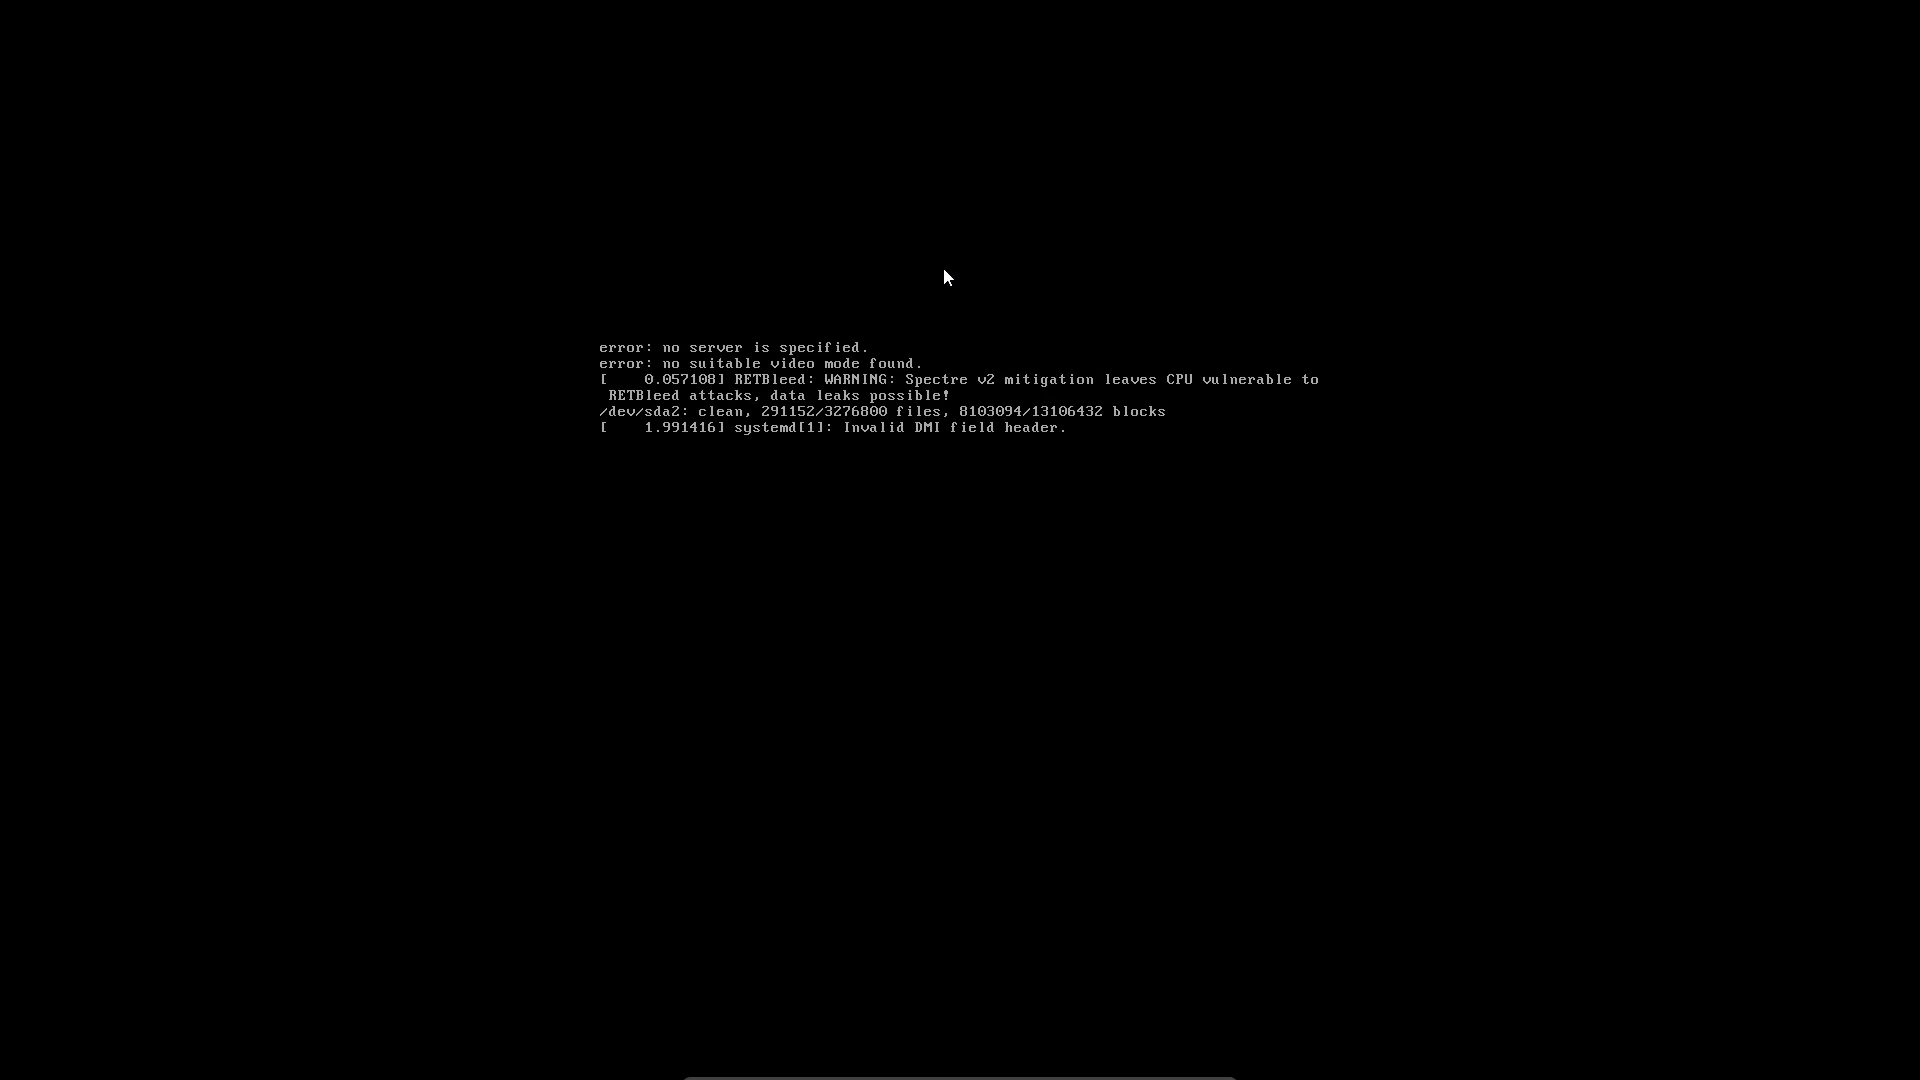 error: no server is specified.
error: no suitable video mode found.
[    0.057108] RETBleed: WARNING: Spectre v2 mitigation leaves CPU vulnerable to
 RETBleed attacks, data leaks possible!
/dev/sda2: clean, 291152/3276800 files, 8103094/13106432 blocks
[    1.991416] systemd[1]: Invalid DMI field header.